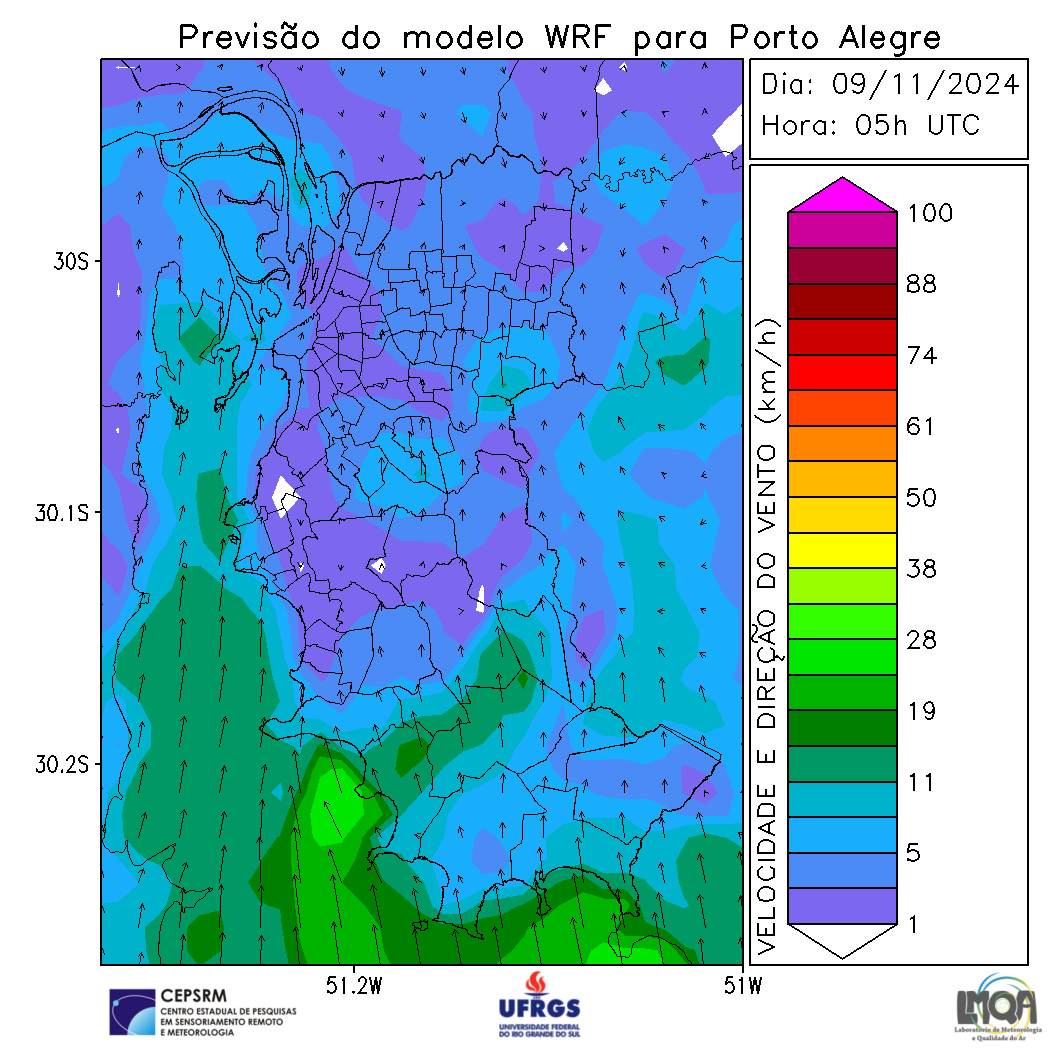 Previsão do modelo WRF para Porto Alegre
Dia: 09/11/2024
Hora: 05h UTC
30S
30.1S
30.2S
51.2W
51W
VELOCIDADE E DIREÇÃO DO VENTO (km/h)
100
88
74
61
50
38
28
19
11
5
1
CEPSRM
CENTRO ESTADUAL DE PESQUISAS
EM SENSORIAMENTO REMOTO
E METEOROLOGIA
UFRGS
UNIVERSIDADE FEDERAL
DO RIO GRANDE DO SUL
LMQA
Laboratório de Meteorologia
e Qualidade do Ar